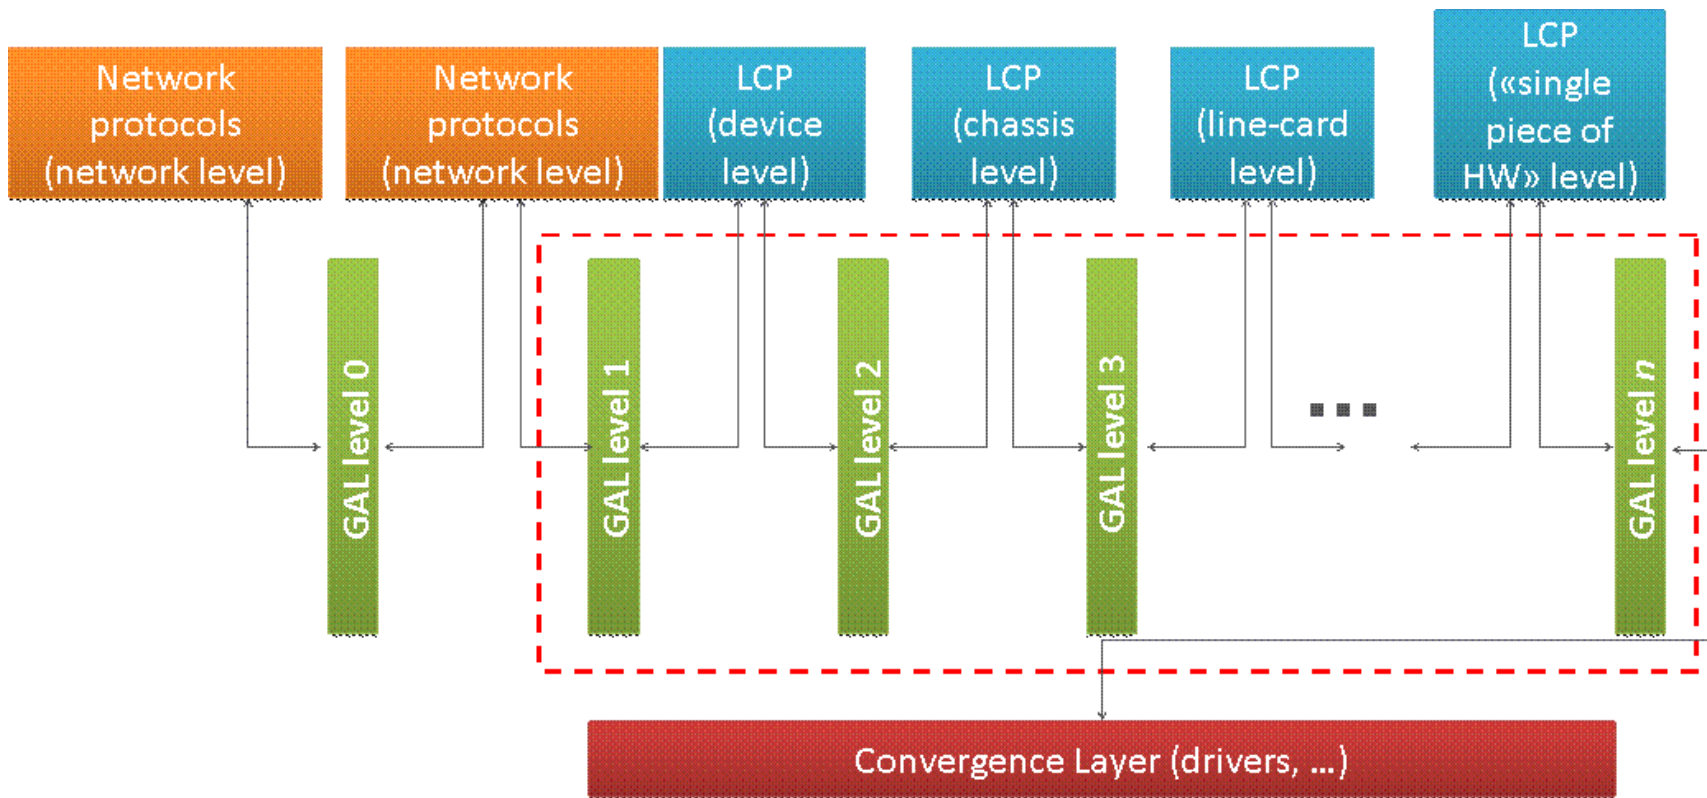 Network
protocols
(network level)
Network
protocols
(network level)
LCP
(device
level)
LCP
(chassis
level)
LCP
(line-card
level)
LCP
(«single
piece of
HW» level)
GAL level 0
GAL level 1
GAL level 2
GAL level 3
...
GAL level n
Convergence Layer (drivers, ...)